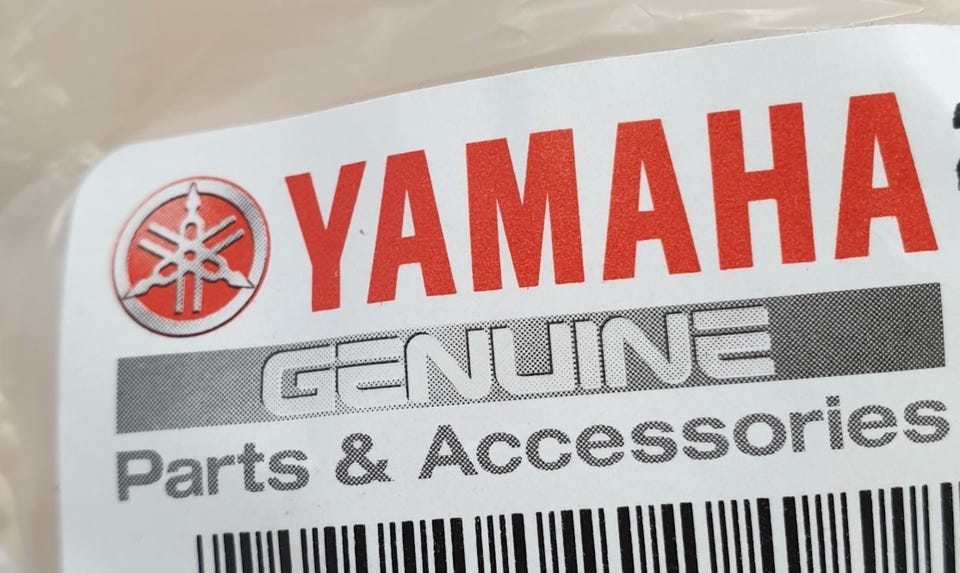 YAMAHA
GENUINE
Parts & Accessories